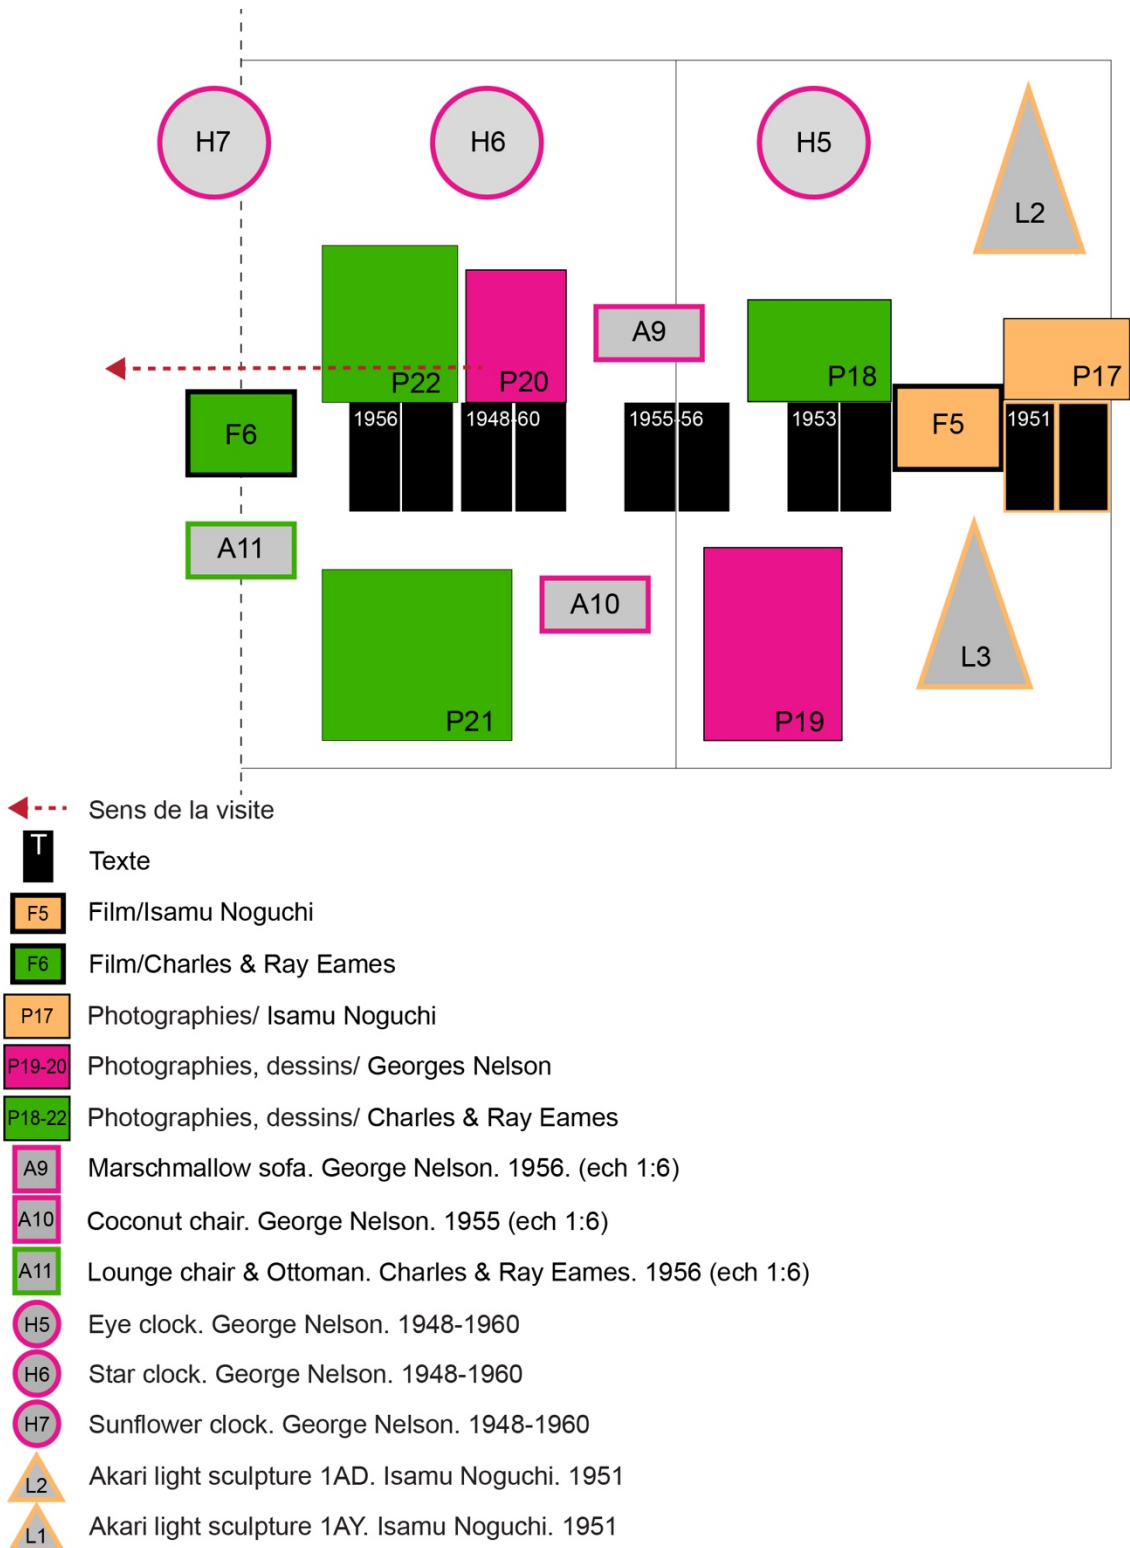 H7 H6 H5
L2
A9
P22 P20 P18 P17
F6 F5
1956 1948-60 1955-56 1953 1951
A11
A10
L3
P21 P19
Sens de la visite
T Texte
F5 Film/Isamu Noguchi
F6 Film/Charles & Ray Eames
P17 Photographies/ Isamu Noguchi
P19-20 Photographies, dessins/ Georges Nelson
P18-22 Photographies, dessins/ Charles & Ray Eames
A9 Marschmallow sofa. George Nelson. 1956. (ech 1:6)
A10 Coconut chair. George Nelson. 1955 (ech 1:6)
A11 Lounge chair & Ottoman. Charles & Ray Eames. 1956 (ech 1:6)
H5 Eye clock. George Nelson. 1948-1960
H6 Star clock. George Nelson. 1948-1960
H7 Sunflower clock. George Nelson. 1948-1960
L2 Akari light sculpture 1AD. Isamu Noguchi. 1951
L1 Akari light sculpture 1AY. Isamu Noguchi. 1951